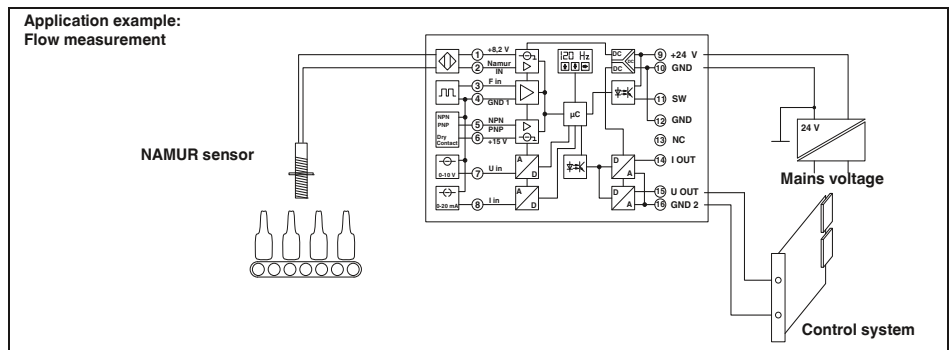 Application example:
Flow measurement
NAMUR sensor
1 +8,2 V
2 Namur
IN
3 F in
4 GND 1
NPN
PNP
Dry
Contact
5 NPN
PNP
6 +15 V
0-10 V
7 U in
0-20 mA
8 I in
A
D
A
D
120 Hz
µC
DC
DC
DC
D
A
D
A
9 +24 V
10 GND
11 SW
12 GND
13 NC
14 I OUT
15 U OUT
16 GND 2
24 V
Mains voltage
Control system